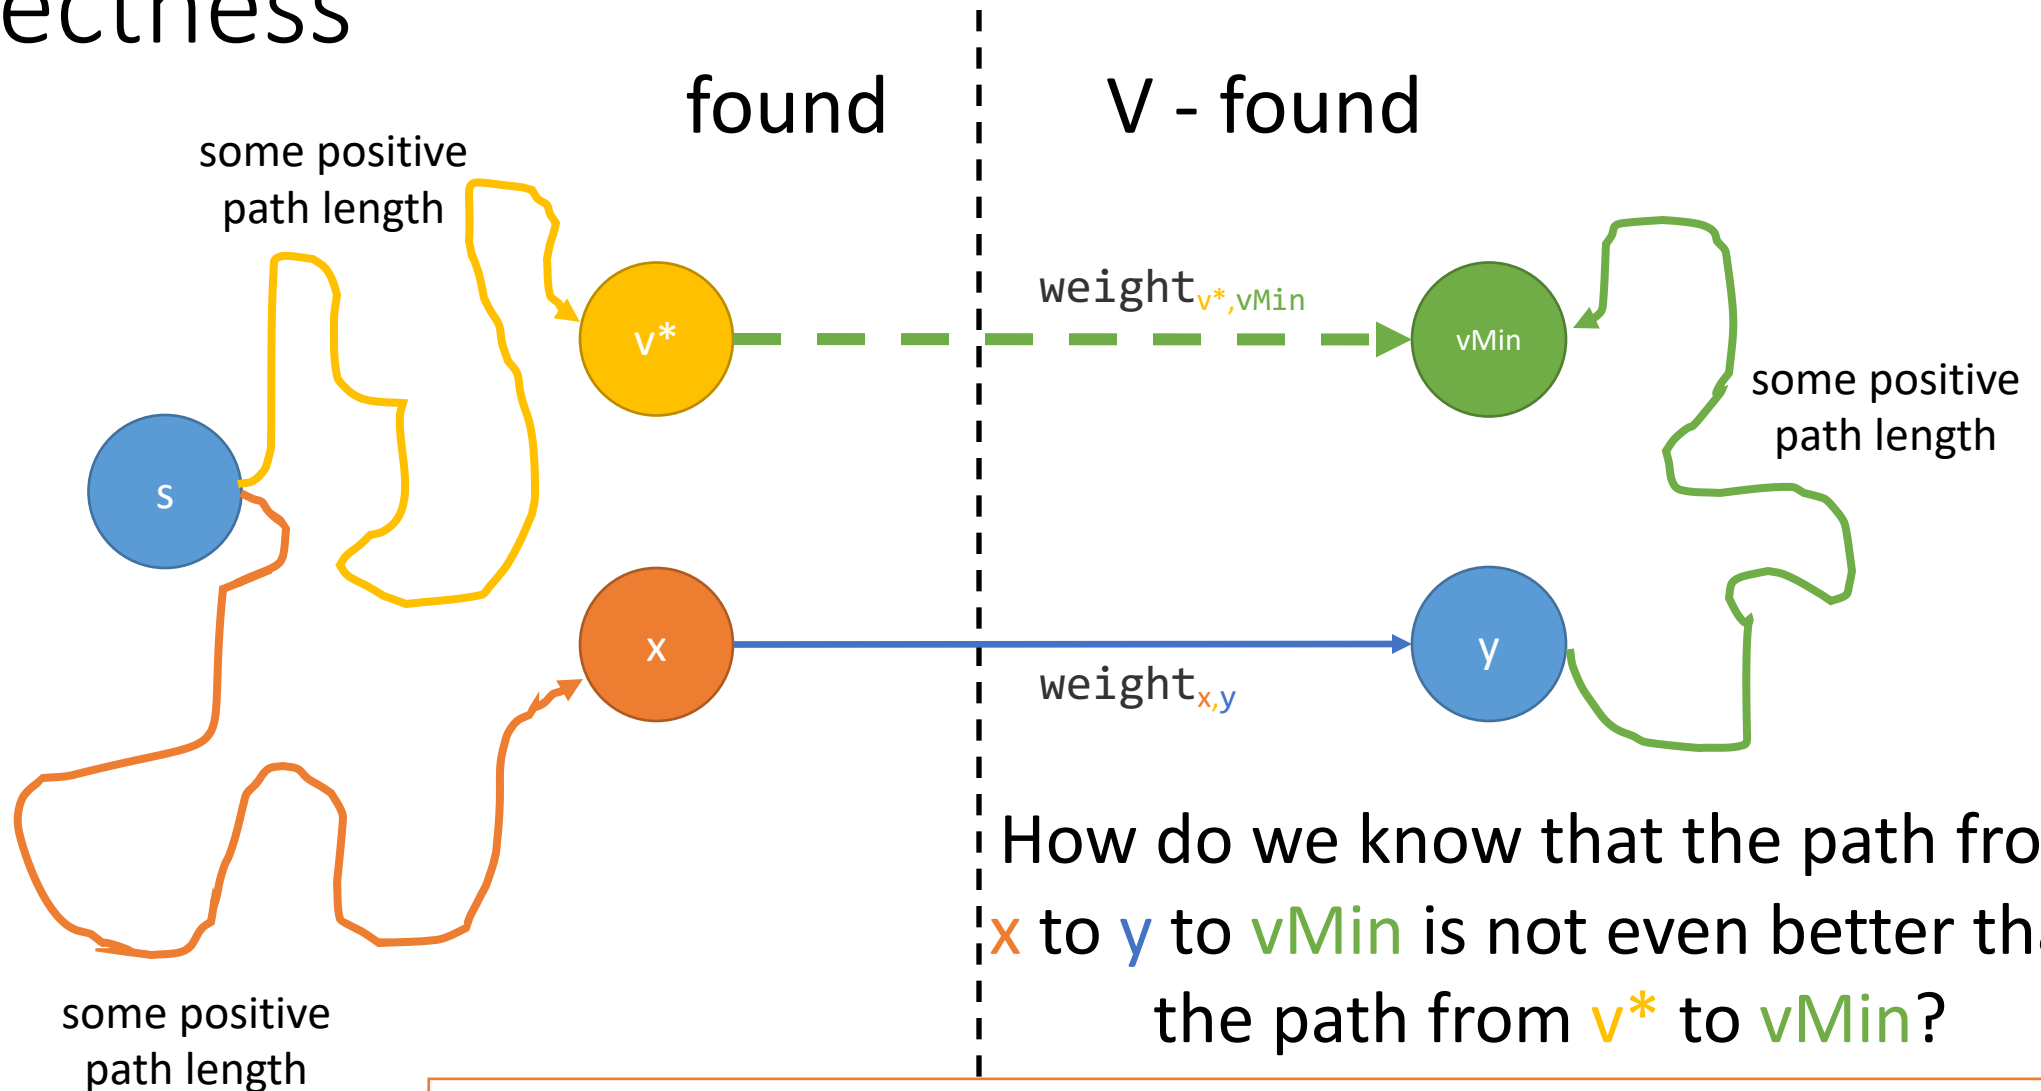 ectness
found
V - found
some positive
path length
weightv*,vMin
v*
vMin
some positive
path length
s
x
y
weightx,y
How do we know that the path fro
x to y to vMin is not even better tha
the path from v* to vMin?
some positive
path length